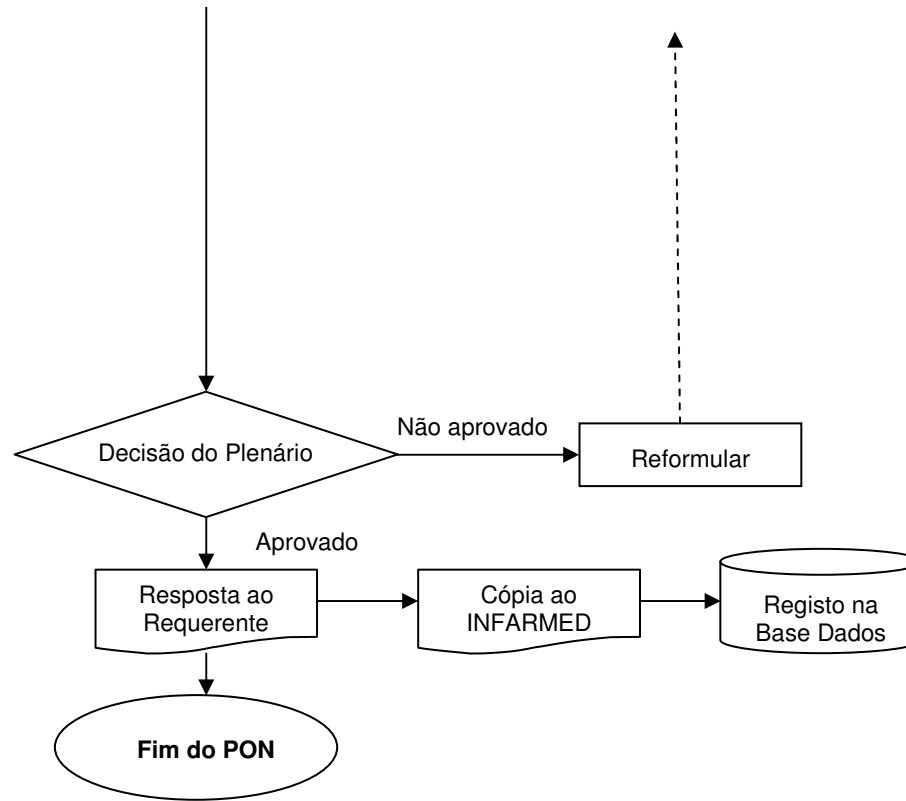 Não aprovado
Decisão do Plenário
Reformular
Aprovado
Resposta ao
Requerente
Cópia ao
INFARMED
Registo na
Base Dados
Fim do PON